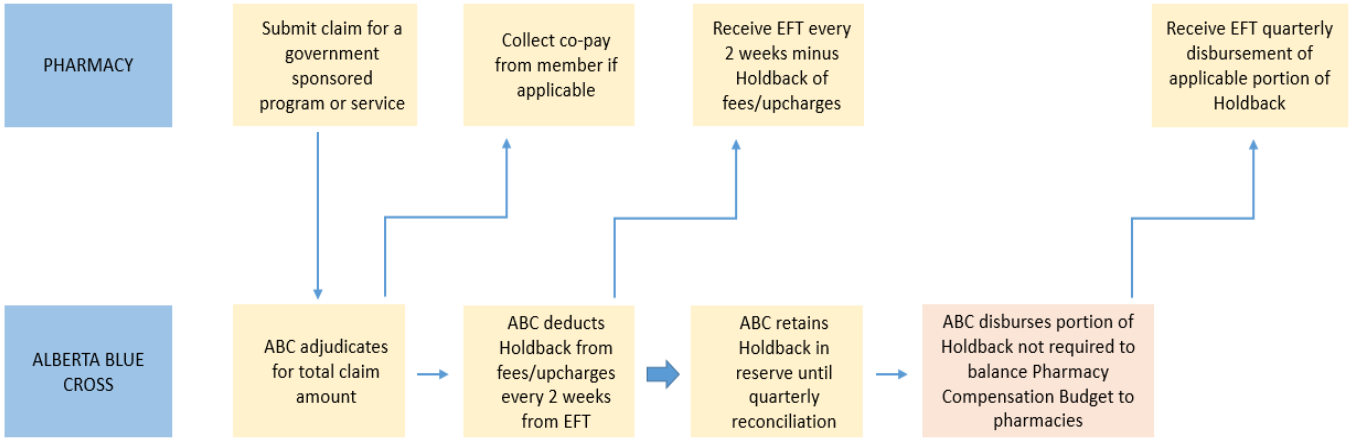 PHARMACY
Submit claim for a
government
sponsored
program or service
Collect co-pay
from member if
applicable
Receive EFT every
2 weeks minus
Holdback of
fees/upcharges
Receive EFT quarterly
disbursement of
applicable portion of
Holdback
ALBERTA BLUE
CROSS
ABC adjudicates
for total claim
amount
ABC deducts
Holdback from
fees/upcharges
every 2 weeks
from EFT
ABC retains
Holdback in
reserve until
quarterly
reconciliation
ABC disburses portion of
Holdback not required to
balance Pharmacy
Compensation Budget to
pharmacies